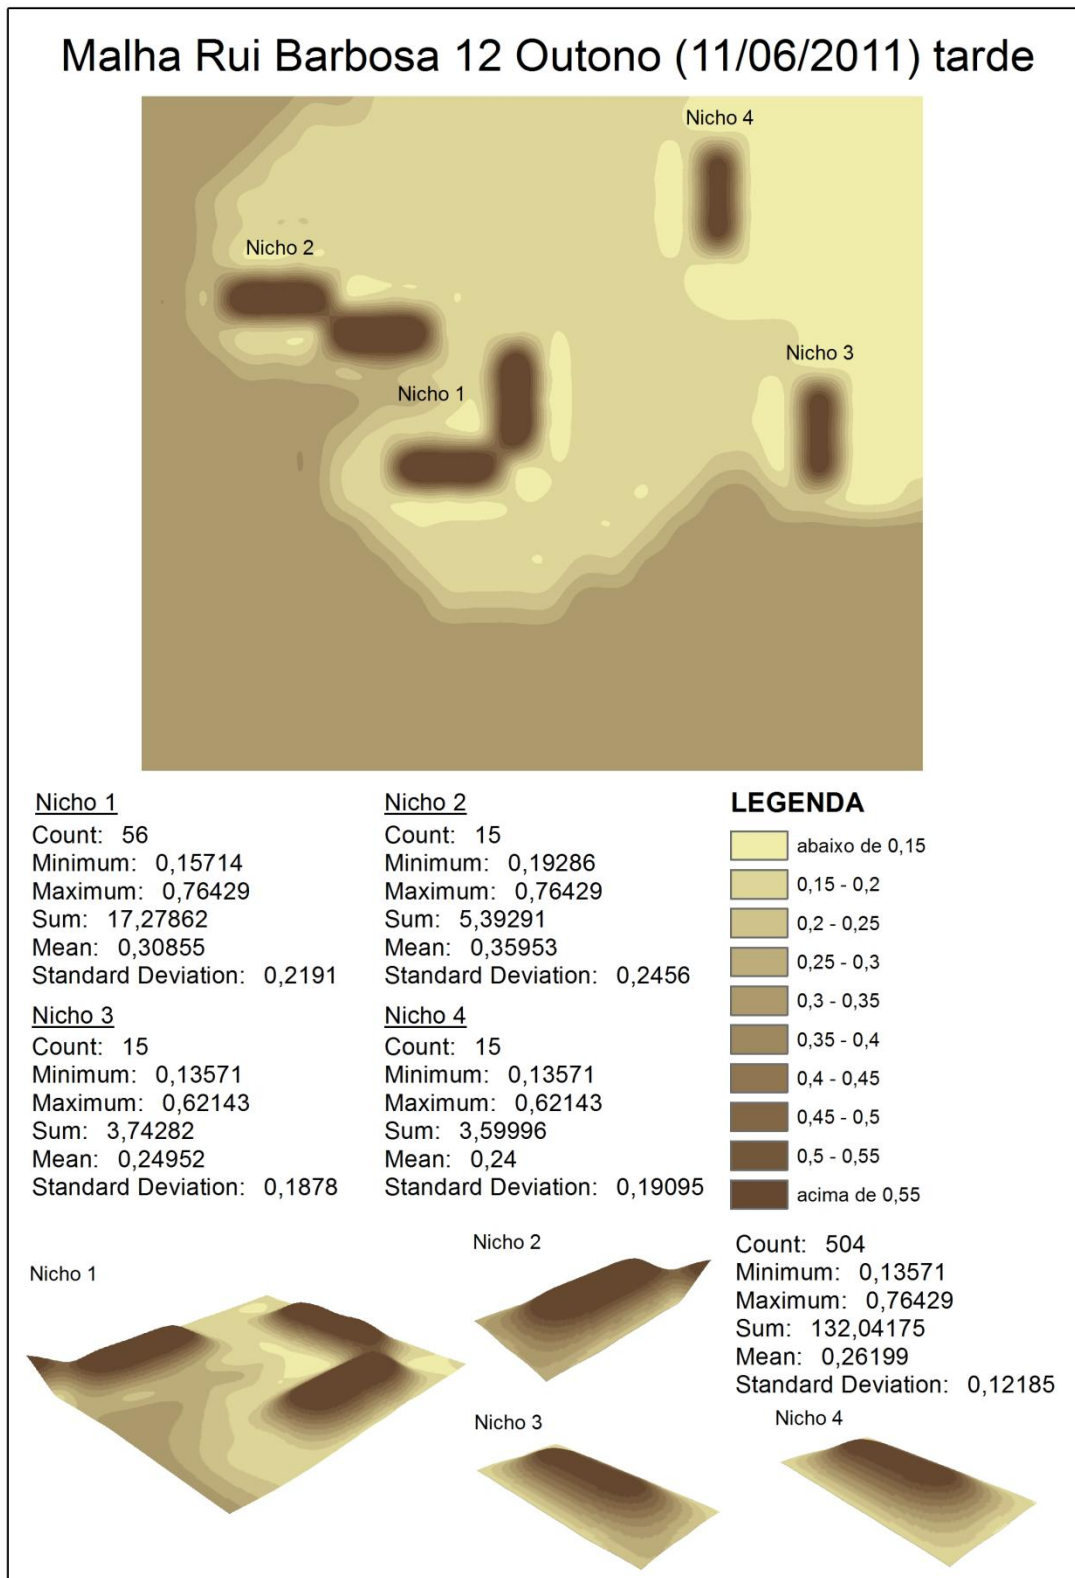 Malha Rui Barbosa 12 Outono (11/06/2011) tarde
Nicho 4
Nicho 2
Nicho 3
Nicho 1
Nicho 1
Count: 56
Minimum: 0,15714
Maximum: 0,76429
Sum: 17,27862
Mean: 0,30855
Standard Deviation: 0,2191
Nicho 2
Count: 15
Minimum: 0,19286
Maximum: 0,76429
Sum: 5,39291
Mean: 0,35953
Standard Deviation: 0,2456
Nicho 3
Count: 15
Minimum: 0,13571
Maximum: 0,62143
Sum: 3,74282
Mean: 0,24952
Standard Deviation: 0,1878
Nicho 4
Count: 15
Minimum: 0,13571
Maximum: 0,62143
Sum: 3,59996
Mean: 0,24
Standard Deviation: 0,19095
LEGENDA
abaixo de 0,15
0,15 - 0,2
0,2 - 0,25
0,25 - 0,3
0,3 - 0,35
0,35 - 0,4
0,4 - 0,45
0,45 - 0,5
0,5 - 0,55
acima de 0,55
Nicho 1
Nicho 2
Count: 504
Minimum: 0,13571
Maximum: 0,76429
Sum: 132,04175
Mean: 0,26199
Standard Deviation: 0,12185
Nicho 3
Nicho 4